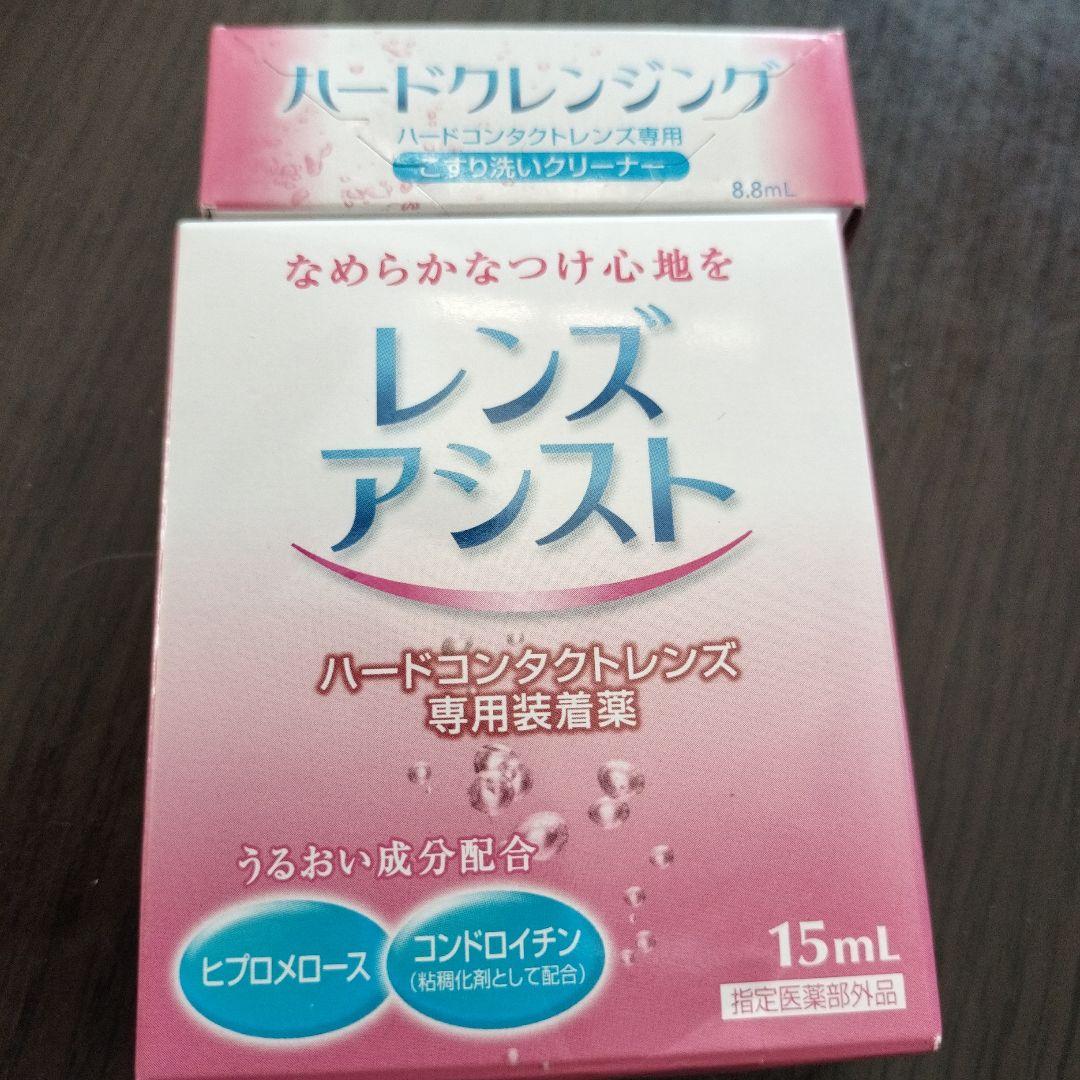 ハードクレンジング
ハードコンタクトレンズ専用
こすり洗いクリーナー
8.8mL
なめらかなつけ心地を
レンズ
アシスト
ハードコンタクトレンズ
専用装着薬
うるおい成分配合
ヒプロメロース
コンドロイチン
(粘稠化剤として配合)
15mL
指定医薬部外品